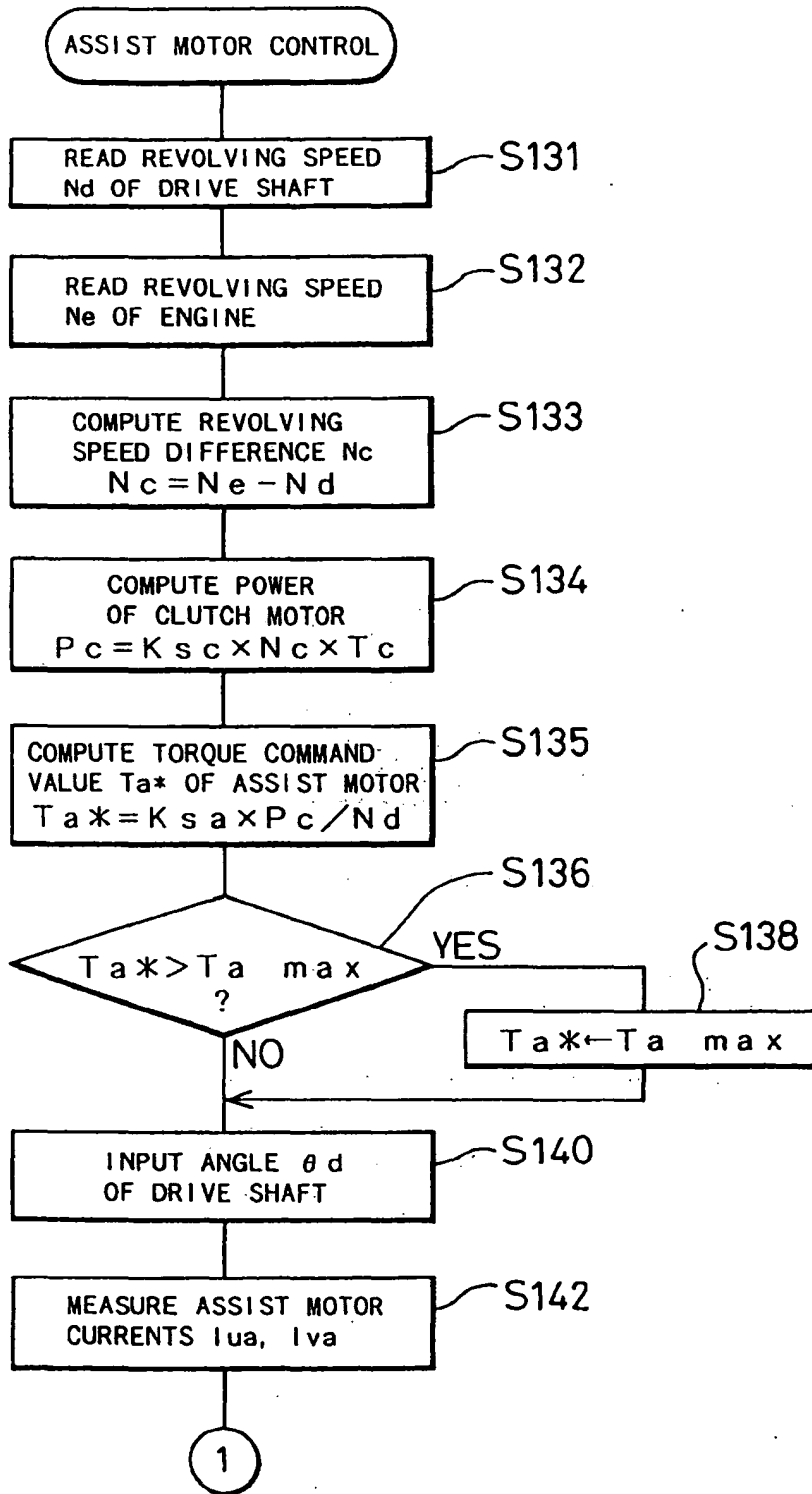 ASSIST MOTOR CONTROL
READ REVOLVING SPEED
Nd OF DRIVE SHAFT
S131
READ REVOLVING SPEED
Ne OF ENGINE
S132
COMPUTE REVOLVING
SPEED DIFFERENCE Nc
Nc=Ne-Nd
S133
COMPUTE POWER
OF CLUTCH MOTOR
Pc=Ksc×Nc×Tc
S134
COMPUTE TORQUE COMMAND
VALUE Ta* OF ASSIST MOTOR
Ta*=Ksa×Pc/Nd
S135
Ta*>Ta max
?
S136
YES
NO
S138
Ta*←Ta max
INPUT ANGLE θd
OF DRIVE SHAFT
S140
MEASURE ASSIST MOTOR
CURRENTS Iua, Iva
S142
1